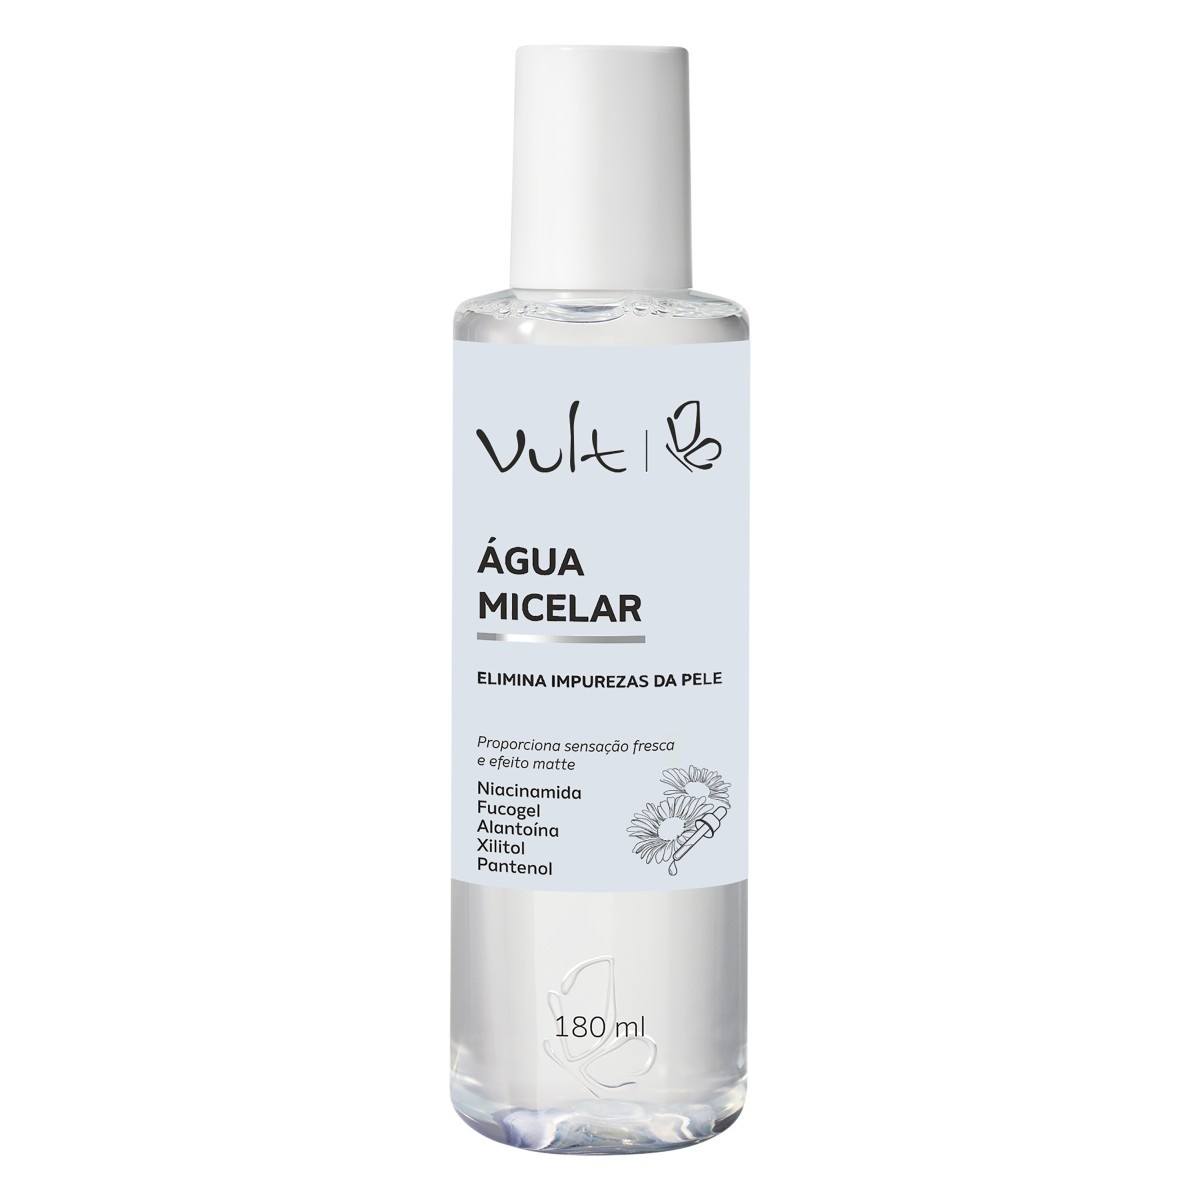 Vult
ÁGUA
MICELAR
ELIMINA IMPUREZAS DA PELE
Proporciona sensação fresca
e efeito matte
Niacinamida
Fucogel
Alantoína
Xilitol
Pantenol
180 ml